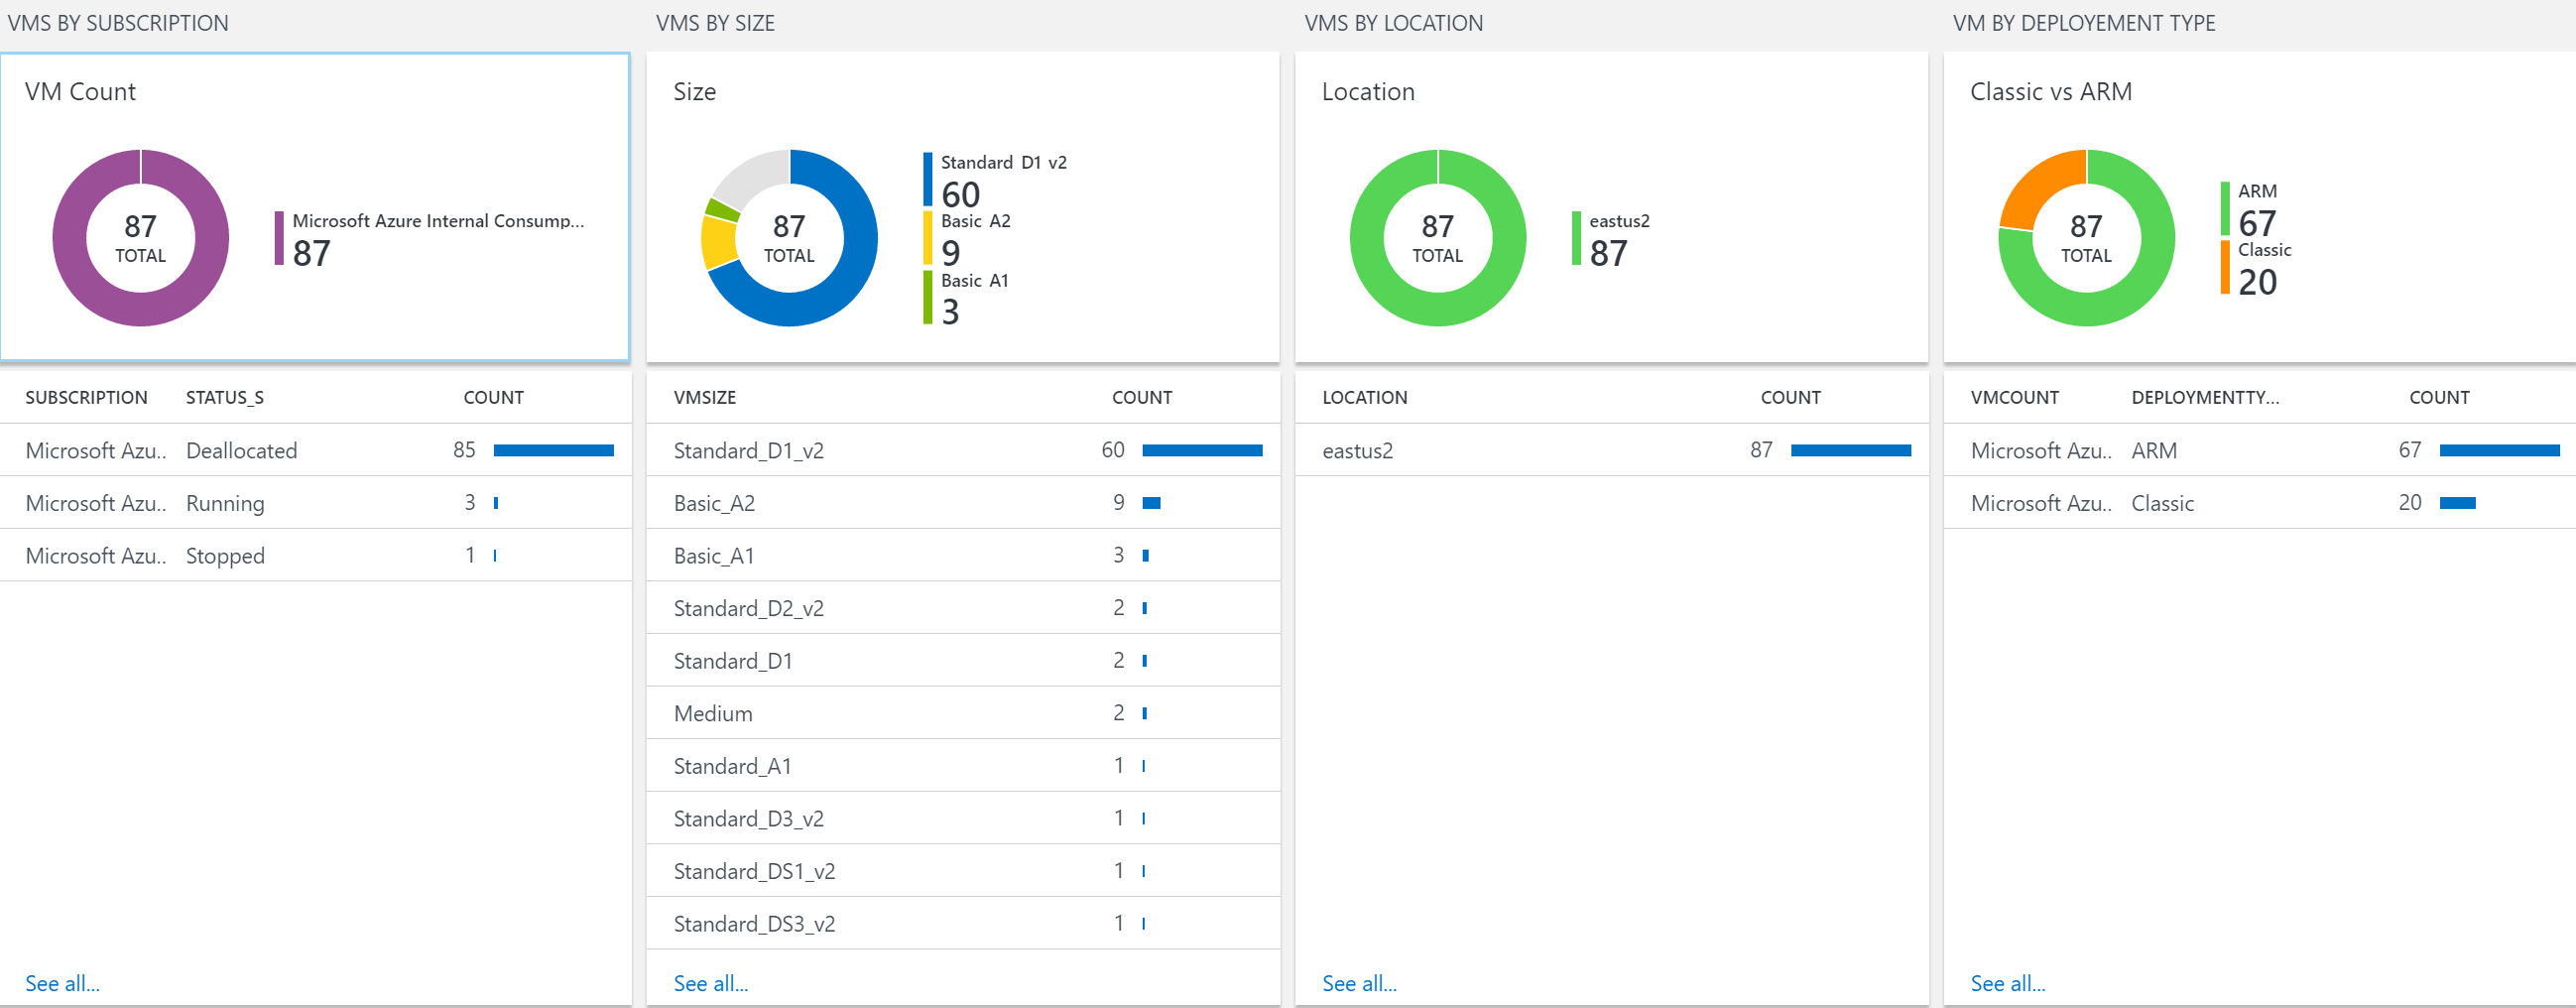 VMS BY SUBSCRIPTION
VM Count
87
TOTAL
Microsoft Azure Internal Consump...
87
SUBSCRIPTION STATUS_S COUNT
Microsoft Azu.. Deallocated 85
Microsoft Azu.. Running 3
Microsoft Azu.. Stopped 1
See all...
VMS BY SIZE
Size
87
TOTAL
Standard D1 v2
60
Basic A2
9
Basic A1
3
VMSIZE COUNT
Standard_D1_v2 60
Basic_A2 9
Basic_A1 3
Standard_D2_v2 2
Standard_D1 2
Medium 2
Standard_A1 1
Standard_D3_v2 1
Standard_DS1_v2 1
Standard_DS3_v2 1
See all...
VMS BY LOCATION
Location
87
TOTAL
eastus2
87
LOCATION COUNT
eastus2 87
See all...
VM BY DEPLOYEMENT TYPE
Classic vs ARM
87
TOTAL
ARM
67
Classic
20
VMCOUNT DEPLOYMENTTY... COUNT
Microsoft Azu.. ARM 67
Microsoft Azu.. Classic 20
See all...